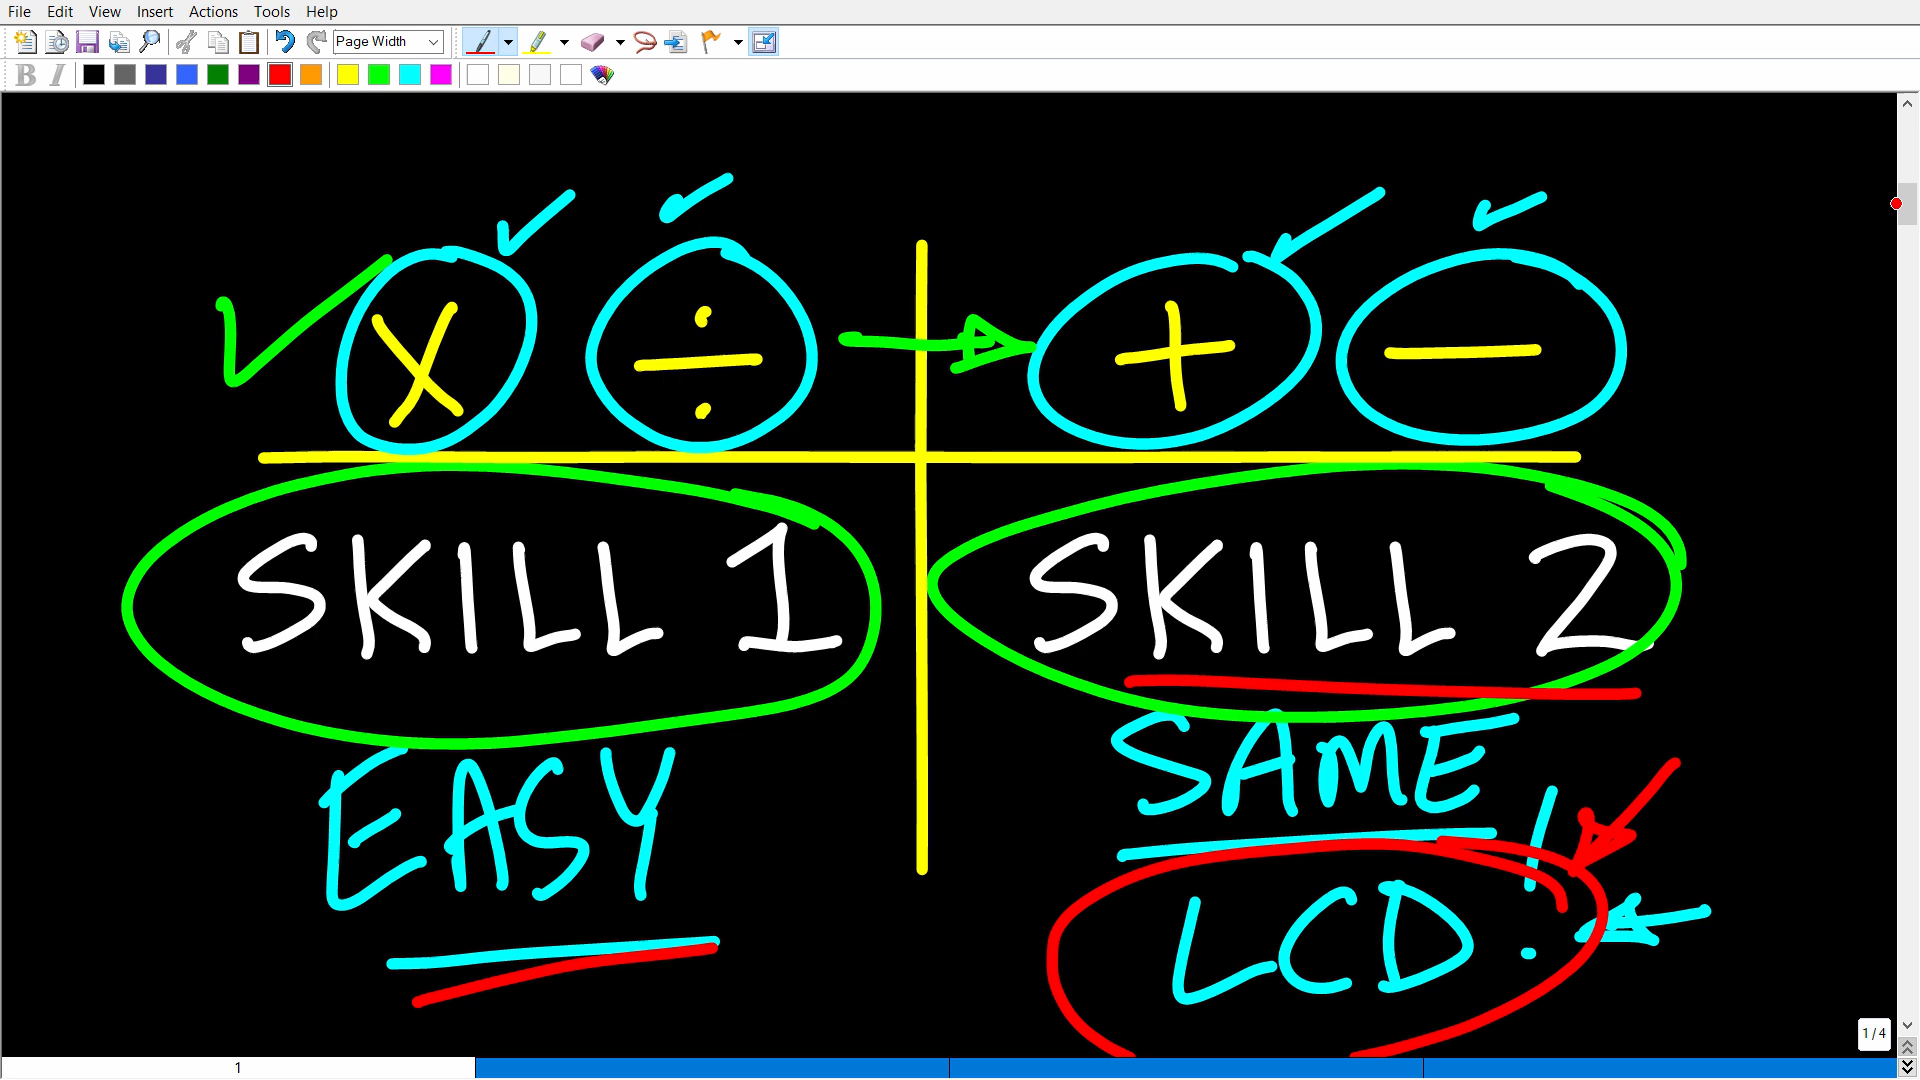 File Edit View Insert Actions Tools Help
Page Width
B I
× ÷ + −
SKILL 1 SKILL 2
EASY SAME
LCD !
1 / 4
1